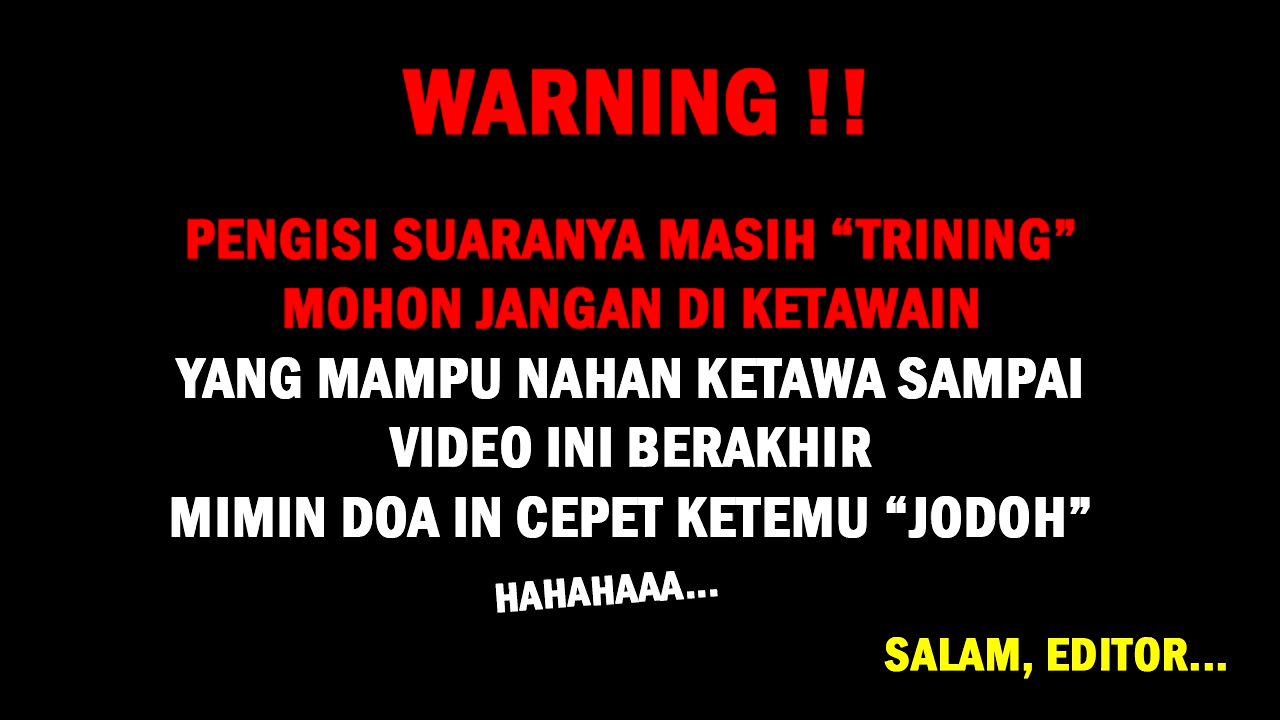 WARNING !!
PENGISI SUARANYA MASIH “TRINING”
MOHON JANGAN DI KETAWAIN
YANG MAMPU NAHAN KETAWA SAMPAI
VIDEO INI BERAKHIR
MIMIN DOA IN CEPET KETEMU “JODOH”
HAHAHAAA...
SALAM, EDITOR...